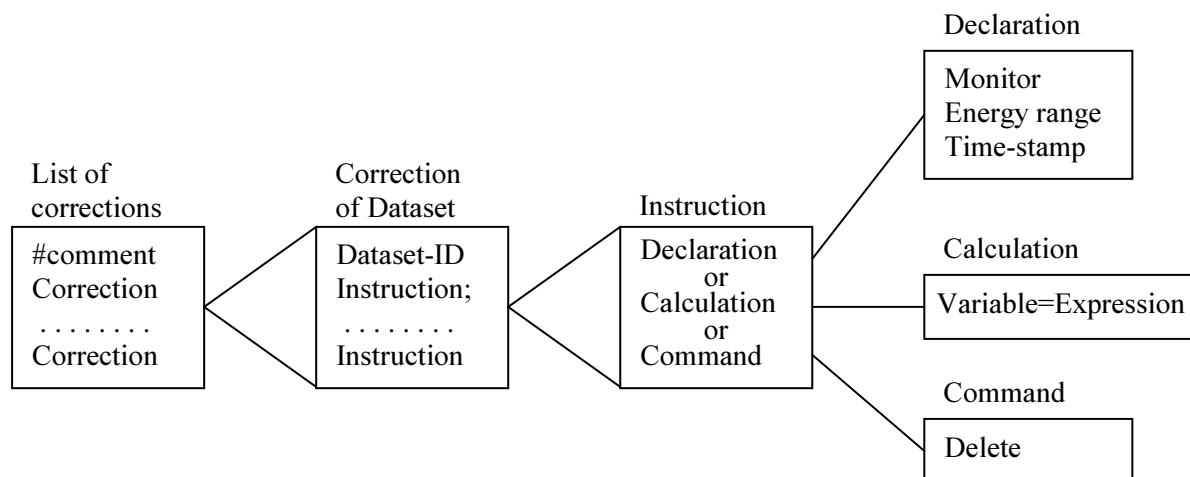 List of
corrections
#comment
Correction
. . . . . . . .
Correction
Correction
of Dataset
Dataset-ID
Instruction;
. . . . . . . .
Instruction
Instruction
Declaration
or
Calculation
or
Command
Declaration
Monitor
Energy range
Time-stamp
Calculation
Variable=Expression
Command
Delete